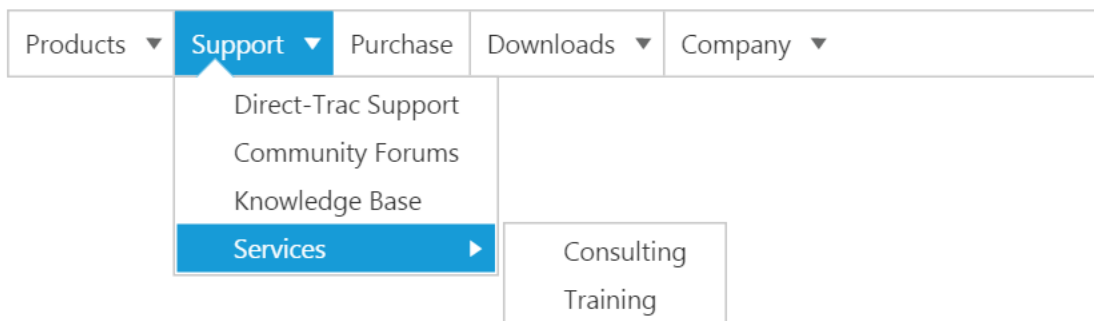 Products Support Purchase Downloads Company
Direct-Trac Support
Community Forums
Knowledge Base
Services
Consulting
Training